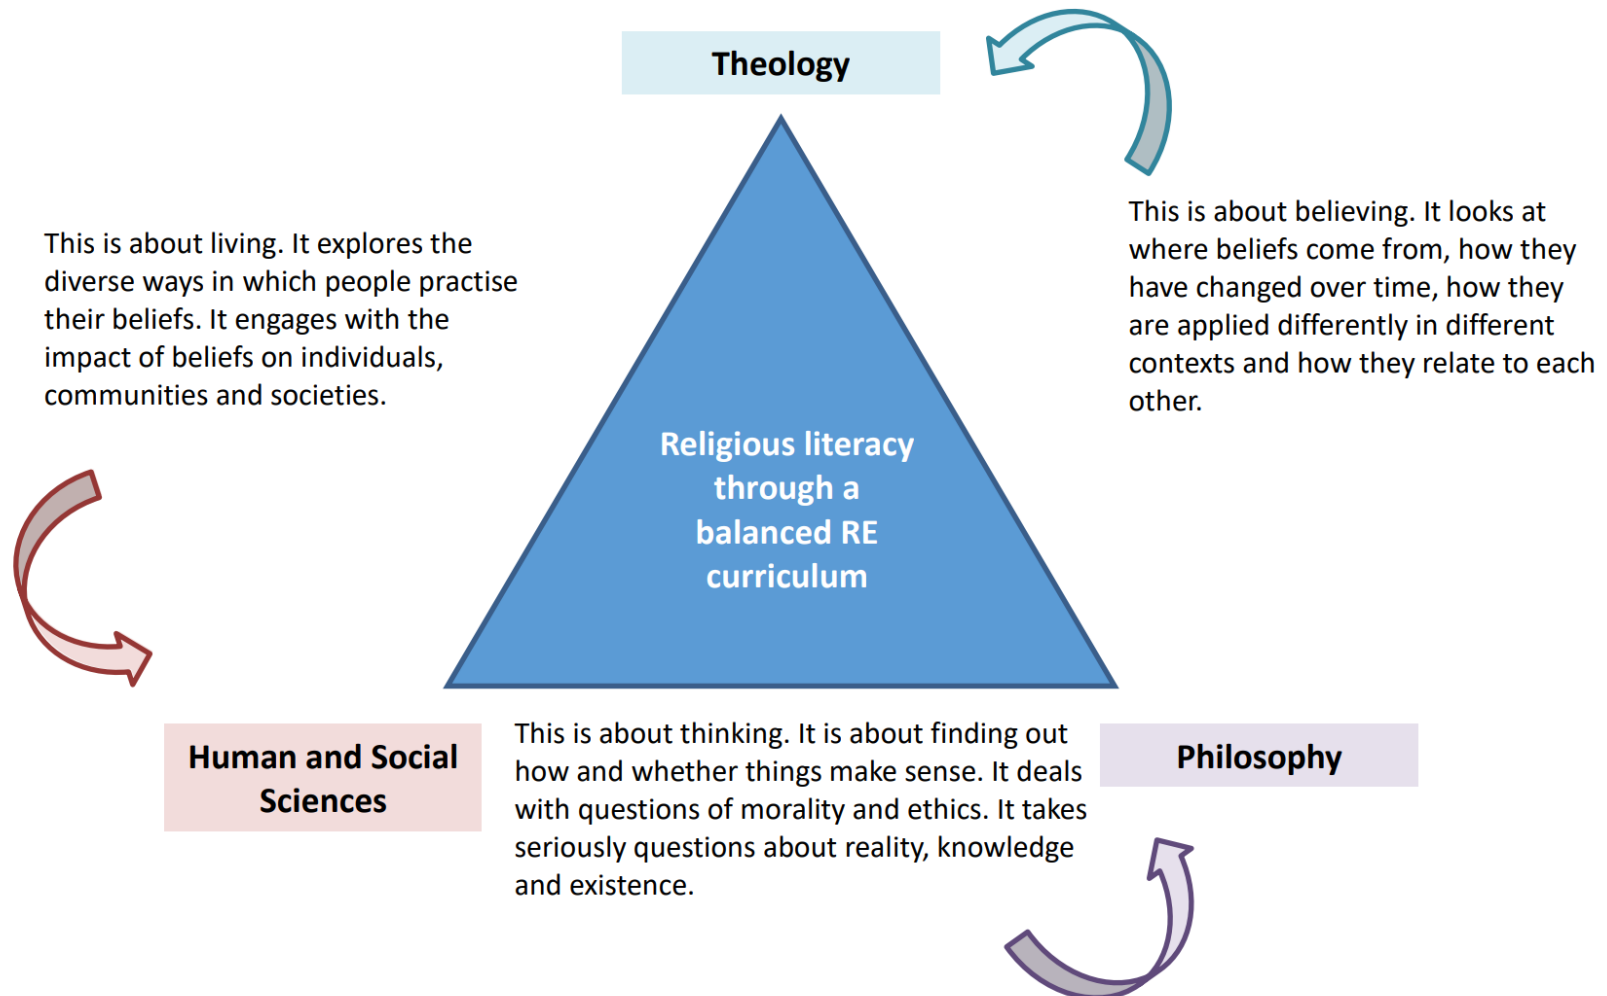 Theology
This is about believing. It looks at
where beliefs come from, how they
have changed over time, how they
are applied differently in different
contexts and how they relate to each
other.
This is about living. It explores the
diverse ways in which people practise
their beliefs. It engages with the
impact of beliefs on individuals,
communities and societies.
Religious literacy
through a
balanced RE
curriculum
Human and Social
Sciences
This is about thinking. It is about finding out
how and whether things make sense. It deals
with questions of morality and ethics. It takes
seriously questions about reality, knowledge
and existence.
Philosophy